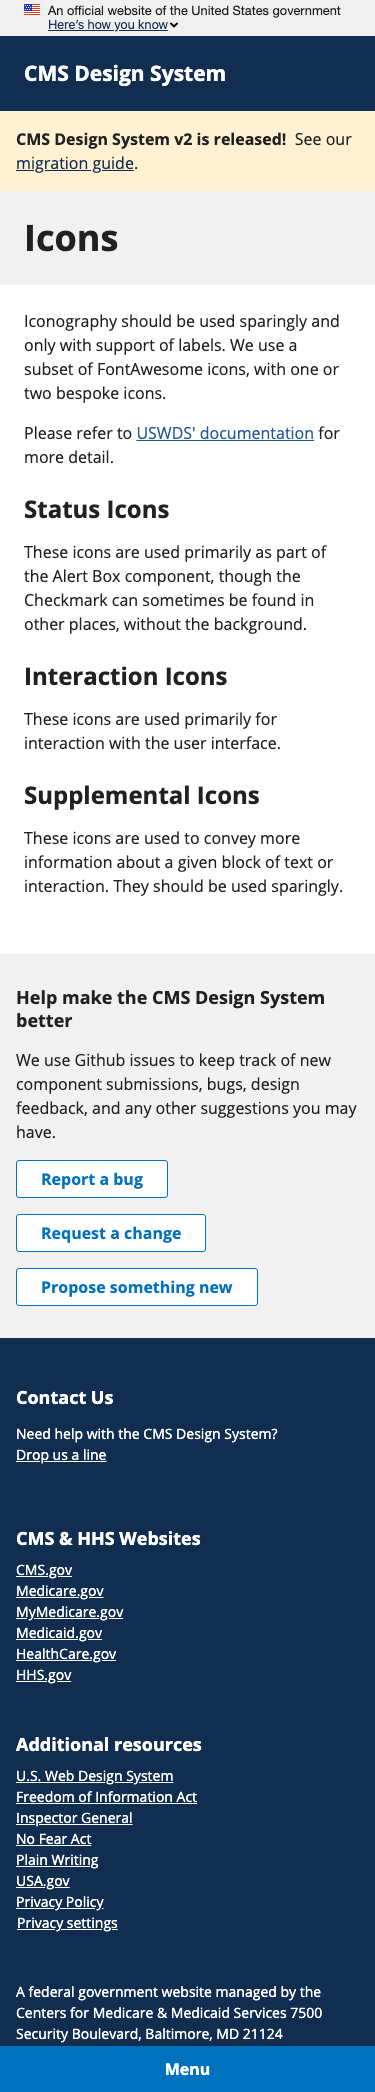 An official website of the United States government
Here's how you know
CMS Design System
CMS Design System v2 is released! See our
migration guide.
Icons
Iconography should be used sparingly and
only with support of labels. We use a
subset of FontAwesome icons, with one or
two bespoke icons.
Please refer to USWDS' documentation for
more detail.
Status Icons
These icons are used primarily as part of
the Alert Box component, though the
Checkmark can sometimes be found in
other places, without the background.
Interaction Icons
These icons are used primarily for
interaction with the user interface.
Supplemental Icons
These icons are used to convey more
information about a given block of text or
interaction. They should be used sparingly.
Help make the CMS Design System
better
We use Github issues to keep track of new
component submissions, bugs, design
feedback, and any other suggestions you may
have.
Report a bug
Request a change
Propose something new
Contact Us
Need help with the CMS Design System?
Drop us a line
CMS & HHS Websites
CMS.gov
Medicare.gov
MyMedicare.gov
Medicaid.gov
HealthCare.gov
HHS.gov
Additional resources
U.S. Web Design System
Freedom of Information Act
Inspector General
No Fear Act
Plain Writing
USA.gov
Privacy Policy
Privacy settings
A federal government website managed by the
Centers for Medicare & Medicaid Services 7500
Security Boulevard, Baltimore, MD 21124
Menu